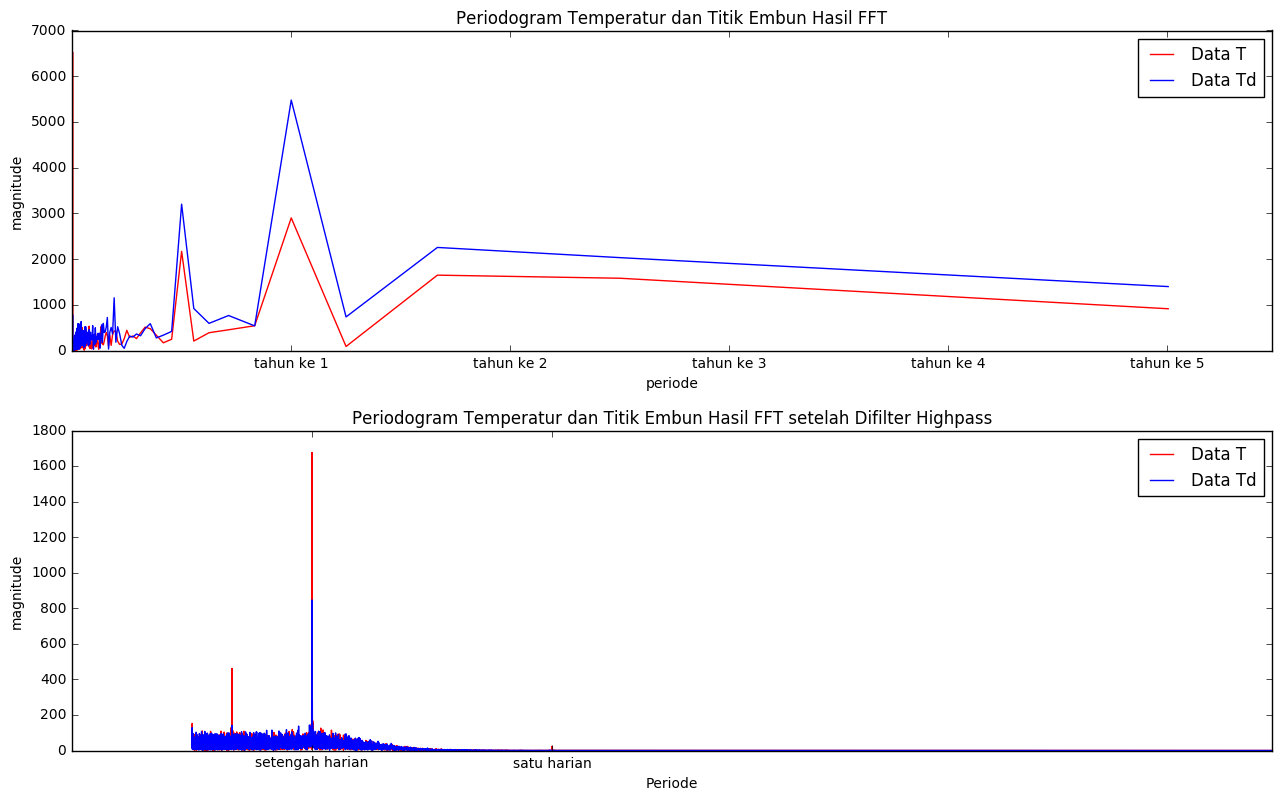 Periodogram Temperatur dan Titik Embun Hasil FFT
7000
6000
5000
4000
3000
2000
1000
0
magnitude
Data T
Data Td
tahun ke 1
tahun ke 2
tahun ke 3
tahun ke 4
tahun ke 5
periode
Periodogram Temperatur dan Titik Embun Hasil FFT setelah Difilter Highpass
1800
1600
1400
1200
1000
800
600
400
200
0
magnitude
Data T
Data Td
setengah harian
satu harian
Periode